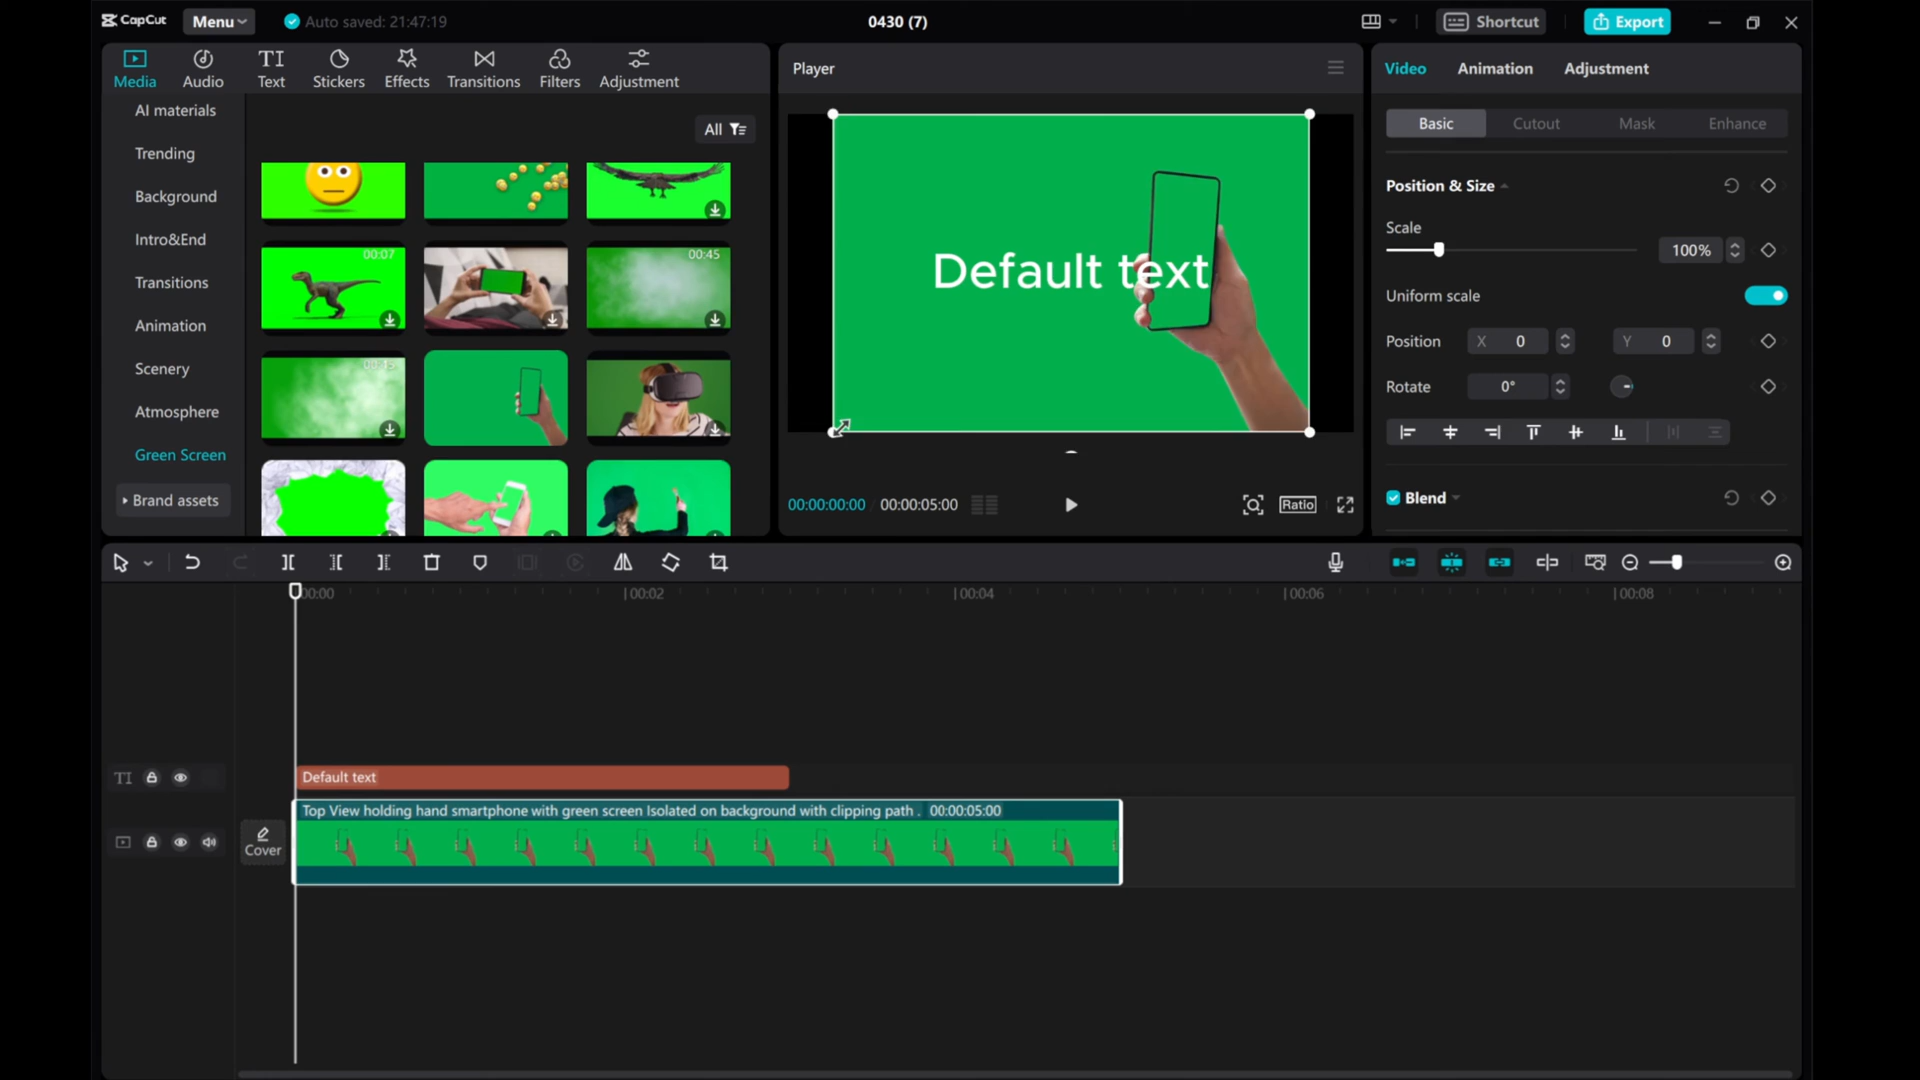 CapCut
Menu
Auto saved: 21:47:19
0430 (7)
Shortcut
Export
Media
Audio
Text
Stickers
Effects
Transitions
Filters
Adjustment
Player
Video
Animation
Adjustment
AI materials
Trending
Background
Intro&End
Transitions
Animation
Scenery
Atmosphere
Green Screen
Brand assets
All
00:07
00:45
Default text
Basic
Cutout
Mask
Enhance
Position & Size
Scale
100%
Uniform scale
Position
X 0
Y 0
Rotate
0°
Blend
00:00:00:00
00:00:05:00
Ratio
00:00
00:02
00:04
00:06
00:08
TI
Default text
Cover
Top View holding hand smartphone with green screen Isolated on background with clipping path .
00:00:05:00